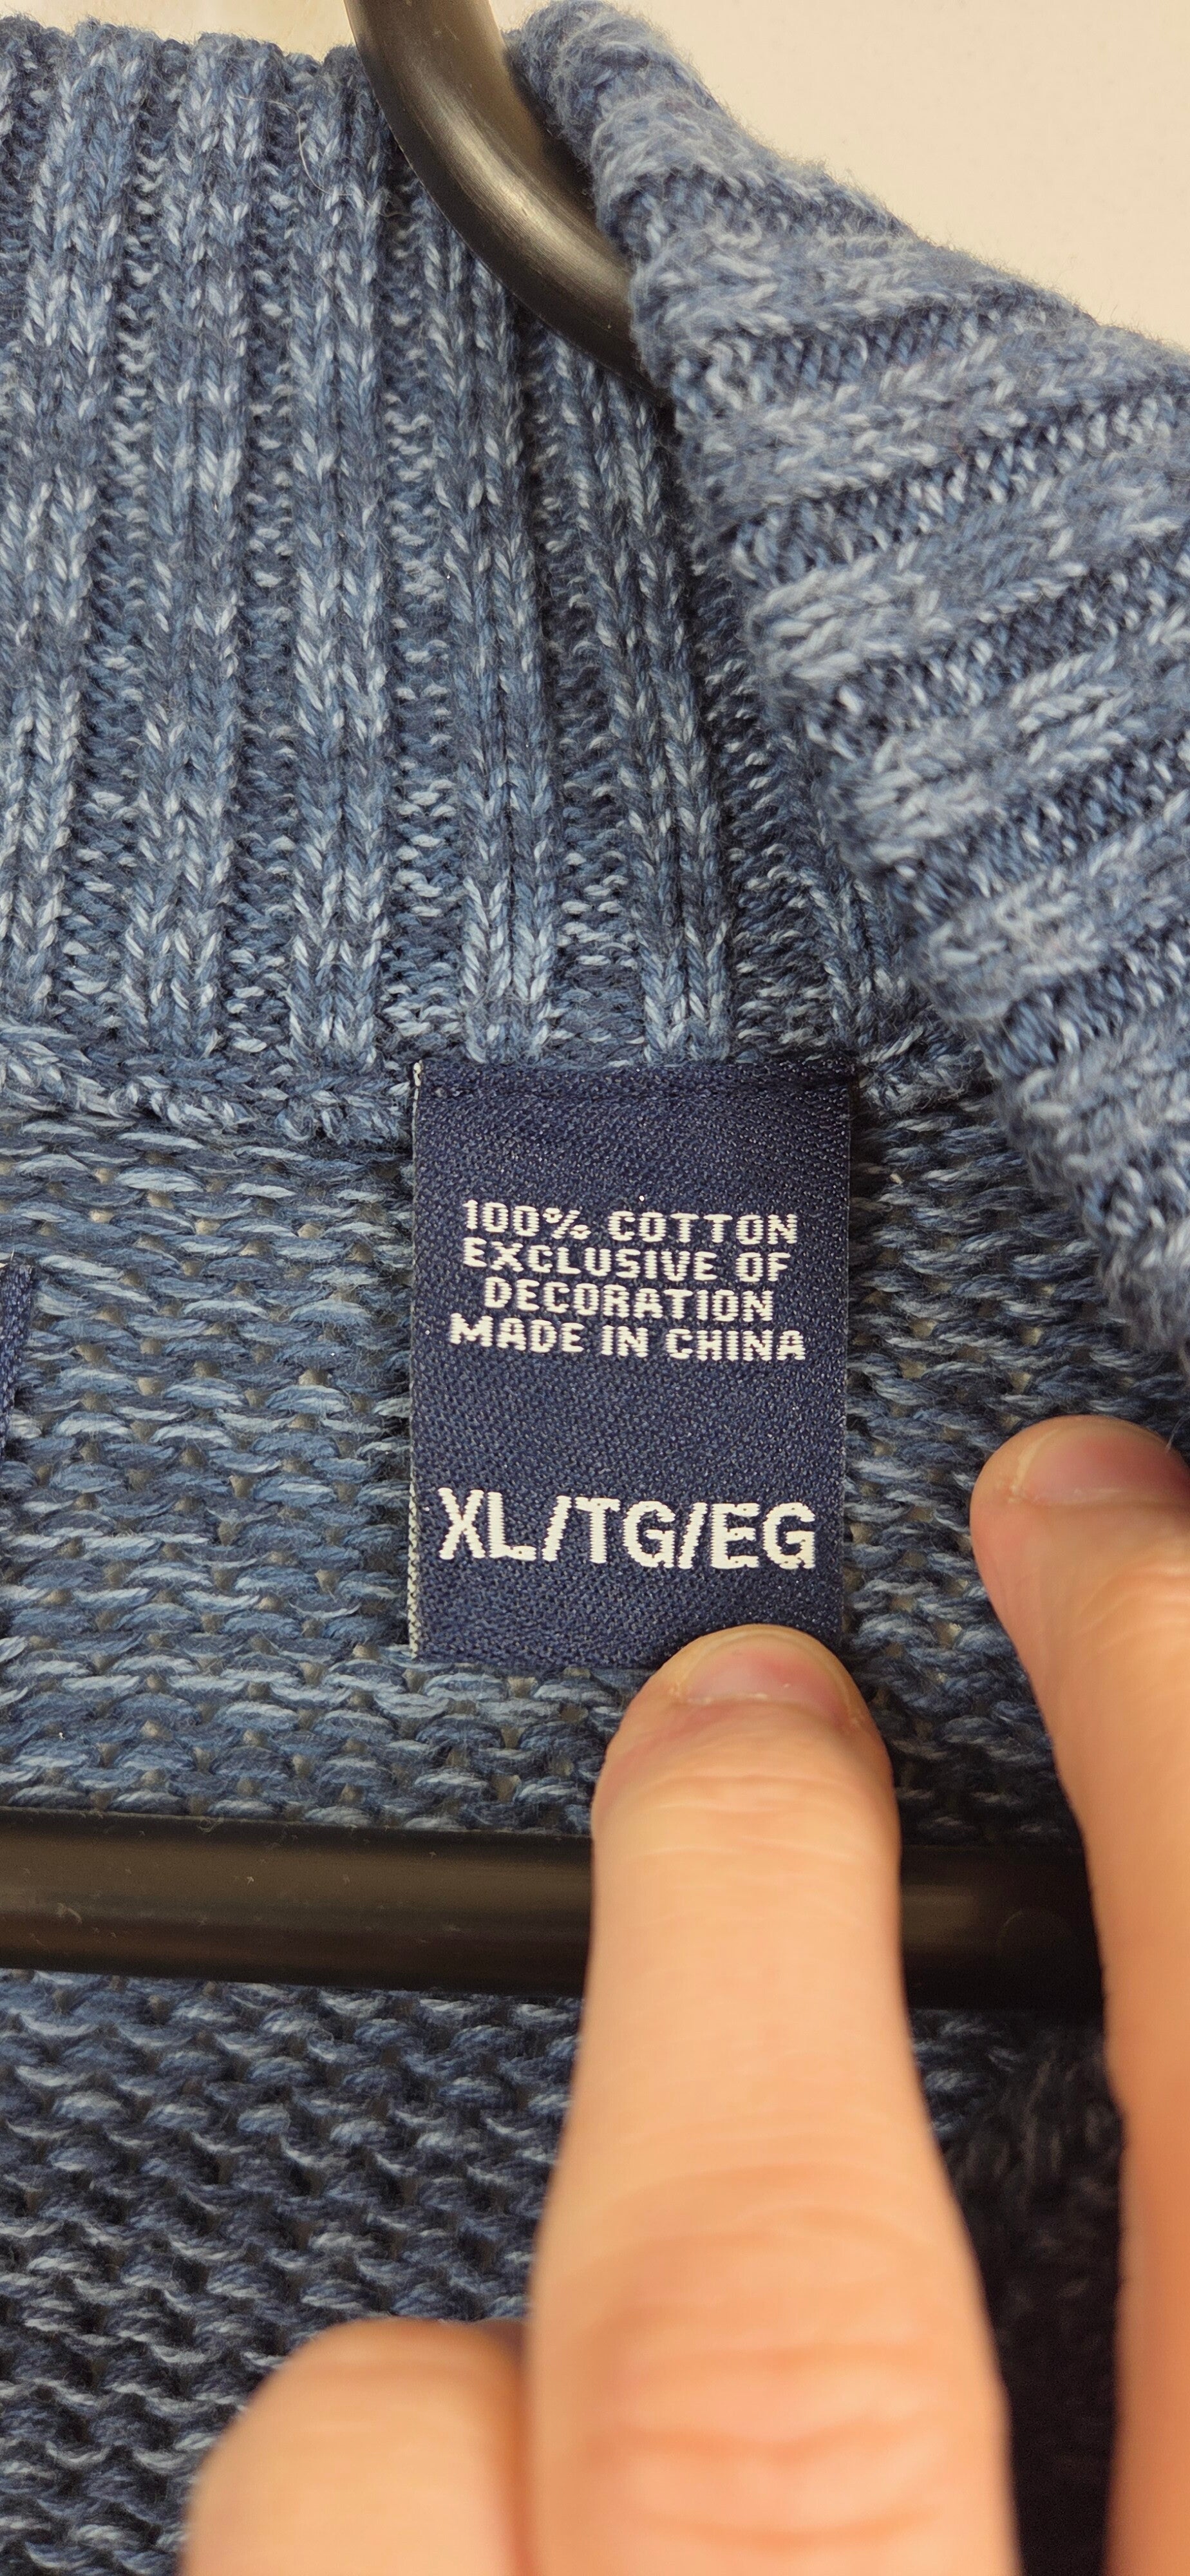 100% COTTON
EXCLUSIVE OF
DECORATION
MADE IN CHINA
XL/TG/EG